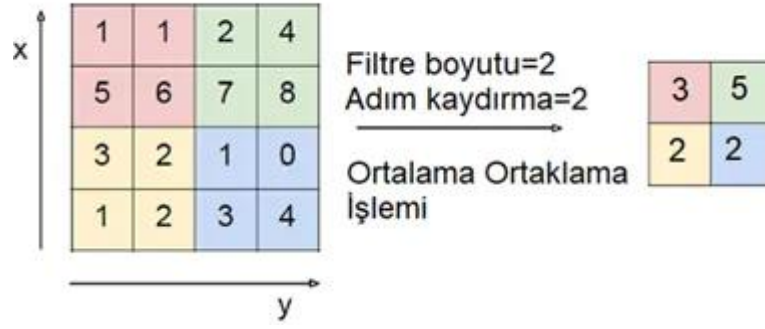 x
1 1 2 4
5 6 7 8
3 2 1 0
1 2 3 4
y
Filtre boyutu=2
Adım kaydırma=2
Ortalama Ortaklama
İşlemi
3 5
2 2